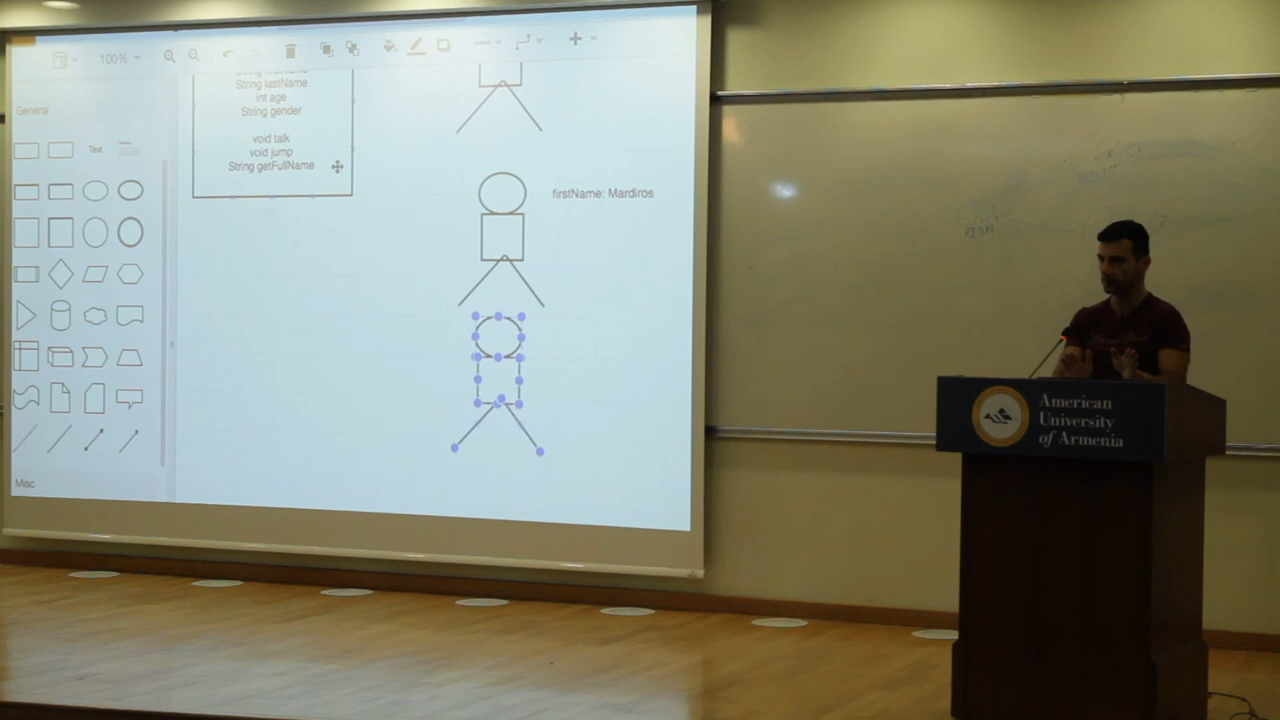 100%
General
Text
String lastName
int age
String gender
void talk
void jump
String getFullName
firstName: Mardiros
Misc
American
University
of Armenia